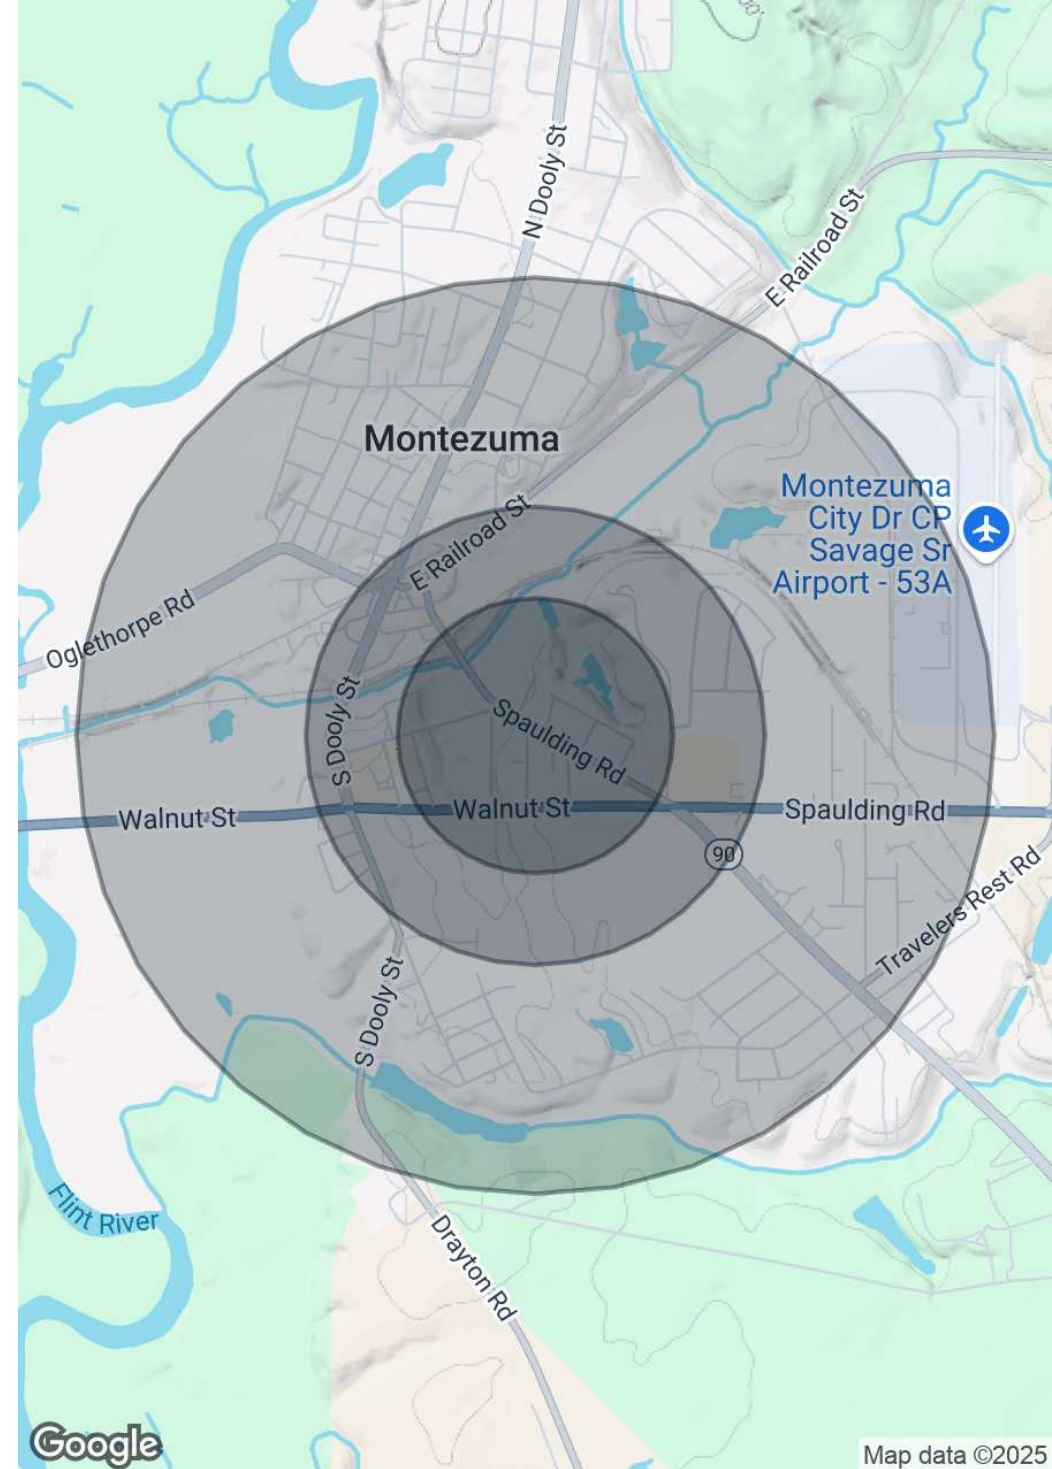 N Dooly St
E Railroad St
Montezuma
Montezuma
City Dr CP
Savage Sr
Airport - 53A
E Railroad St
Oglethorpe Rd
S Dooly St
Spaulding Rd
Walnut St
Walnut St
Spaulding Rd
90
Travelers Rest Rd
S Dooly St
Flint River
Drayton Rd
Google
Map data ©2025